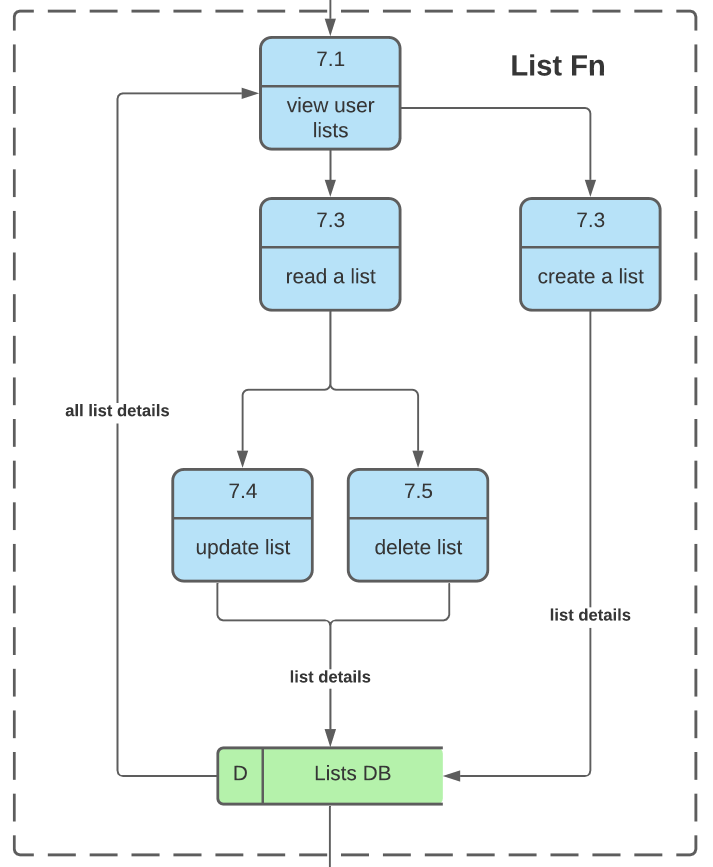 List Fn
7.1
view user
lists
7.3
read a list
7.3
create a list
all list details
7.4
update list
7.5
delete list
list details
list details
D
Lists DB